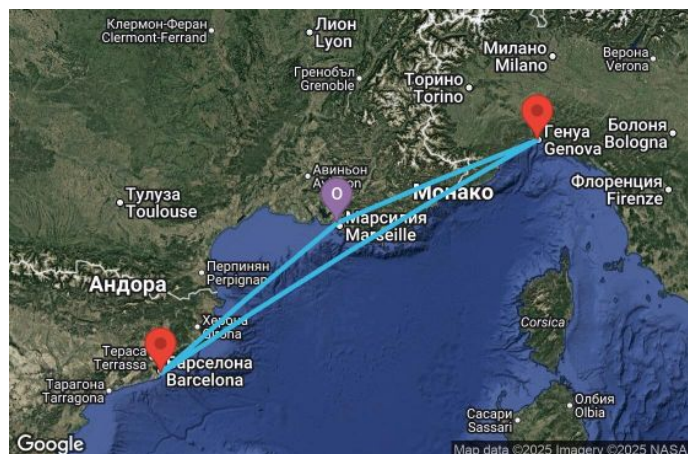 Клермон-Феран
Clermont-Ferrand
Лион
Lyon
Милано
Milano
Верона
Verona
Гренобъл
Grenoble
Торино
Torino
Генуа
Genova
Болоня
Bologna
Авиньон
Тулуза
Toulouse
О
Монако
Флоренция
Firenze
Марсилия
Marseille
Перпинян
Perpignan
Андора
Херона
Girona
Corsica
Тераса
Terrassa
Барселона
Barcelona
Тарагона
Tarragona
Олбия
Olbia
Сасари
Sassari
Google
Map data ©2025 Imagery ©2025 NASA